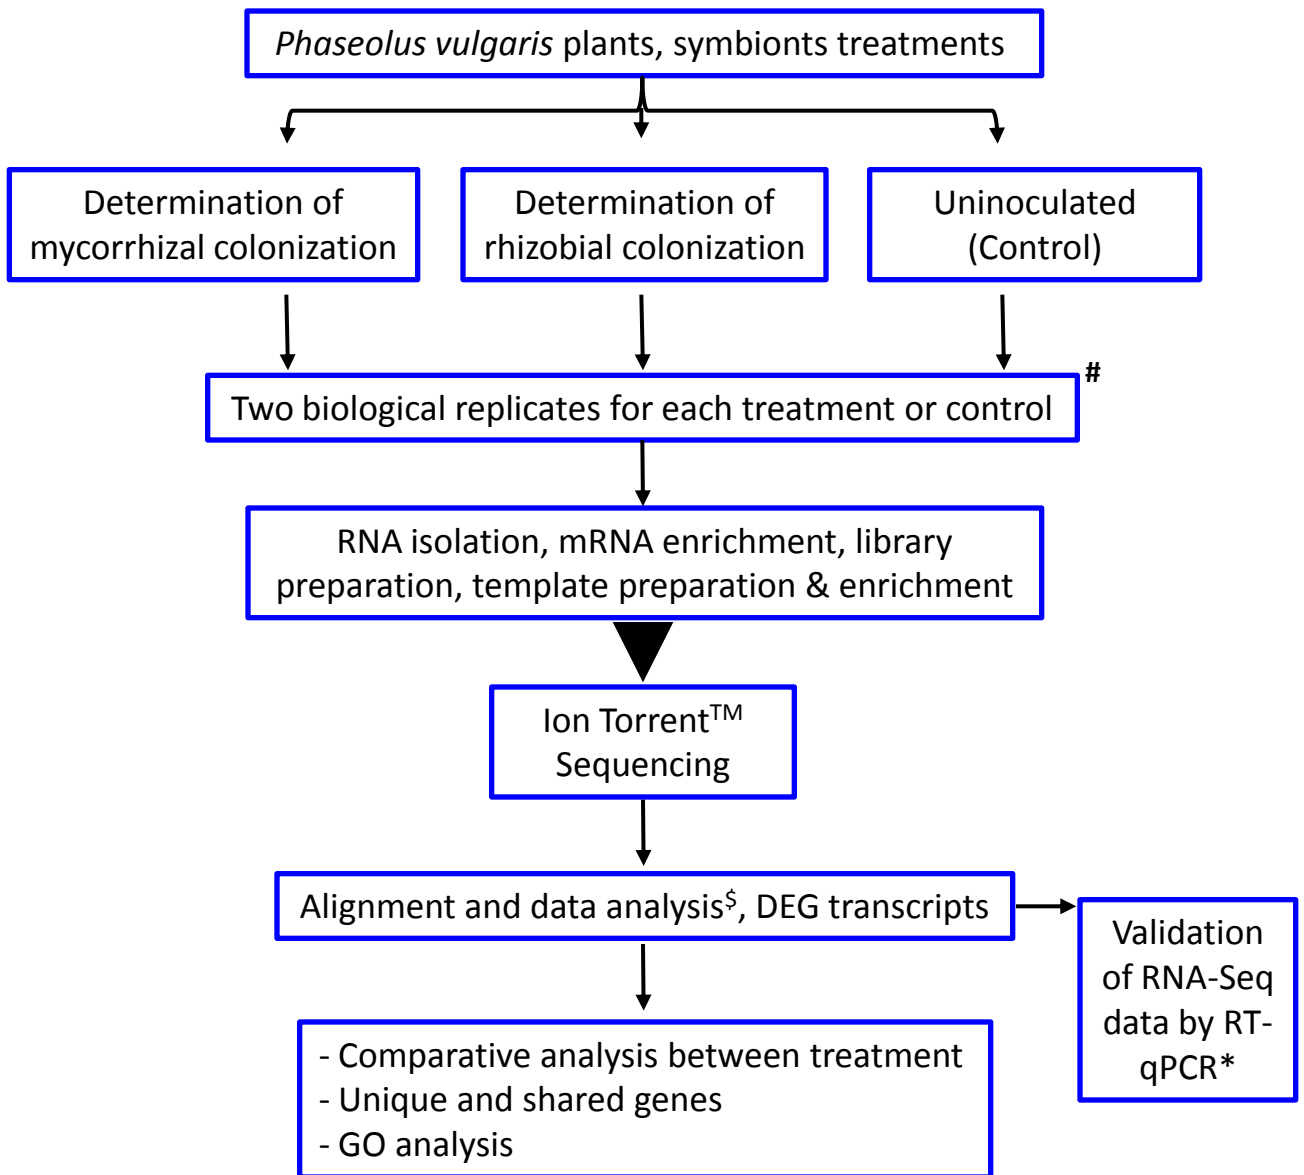 Phaseolus vulgaris plants, symbionts treatments
Determination of
mycorrhizal colonization
Determination of
rhizobial colonization
Uninoculated
(Control)
Two biological replicates for each treatment or control#
RNA isolation, mRNA enrichment, library
preparation, template preparation & enrichment
Ion Torrent™
Sequencing
Alignment and data analysis$, DEG transcripts
Validation
of RNA-Seq
data by RT-
qPCR*
- Comparative analysis between treatment
- Unique and shared genes
- GO analysis